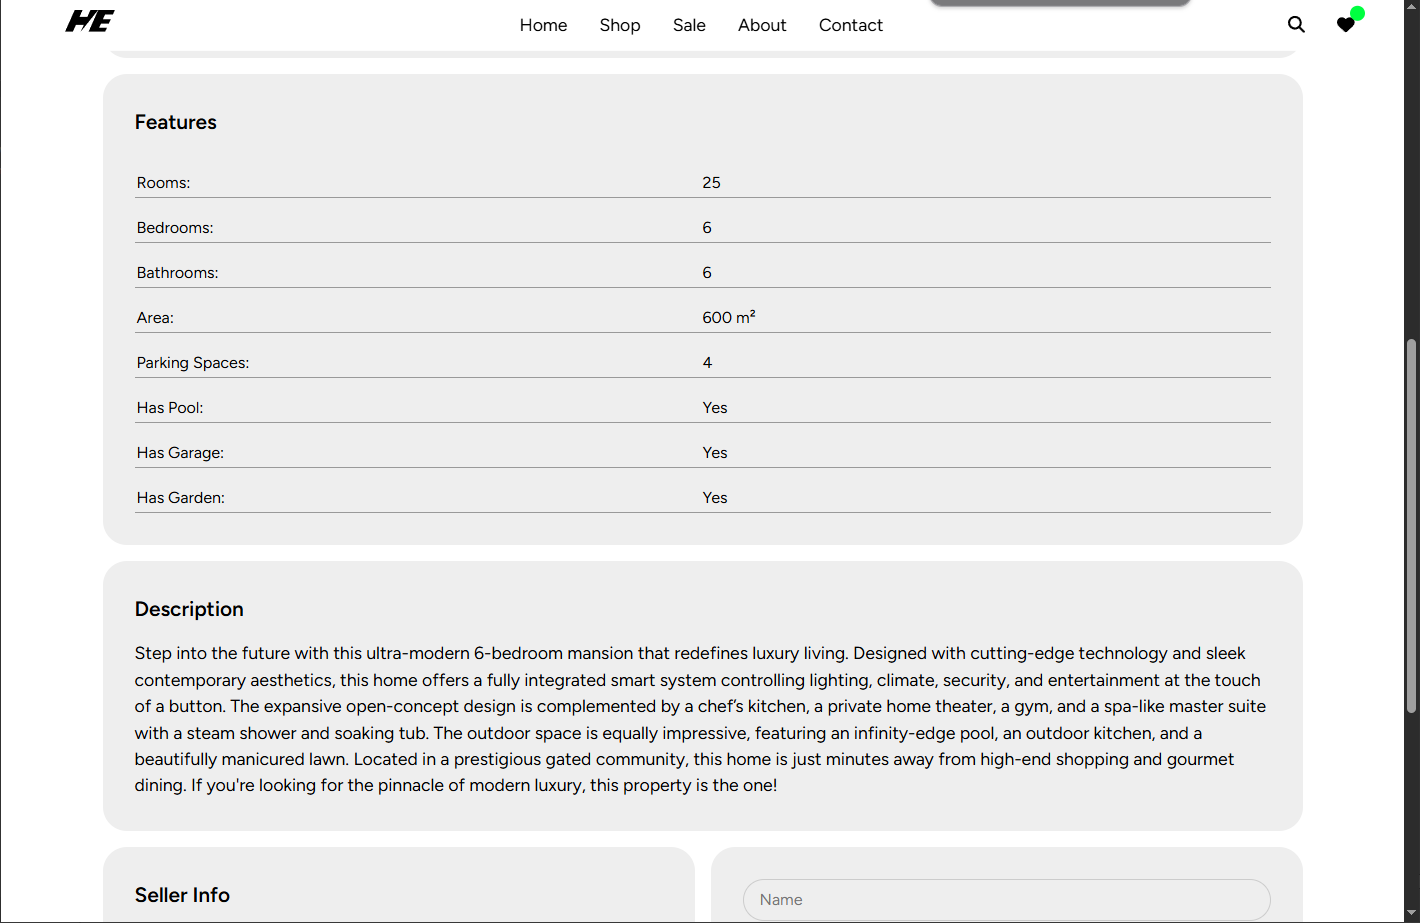 HE
Home Shop Sale About Contact
Features
Rooms: 25
Bedrooms: 6
Bathrooms: 6
Area: 600 m²
Parking Spaces: 4
Has Pool: Yes
Has Garage: Yes
Has Garden: Yes
Description
Step into the future with this ultra-modern 6-bedroom mansion that redefines luxury living. Designed with cutting-edge technology and sleek
contemporary aesthetics, this home offers a fully integrated smart system controlling lighting, climate, security, and entertainment at the touch
of a button. The expansive open-concept design is complemented by a chef’s kitchen, a private home theater, a gym, and a spa-like master suite
with a steam shower and soaking tub. The outdoor space is equally impressive, featuring an infinity-edge pool, an outdoor kitchen, and a
beautifully manicured lawn. Located in a prestigious gated community, this home is just minutes away from high-end shopping and gourmet
dining. If you're looking for the pinnacle of modern luxury, this property is the one!
Seller Info
Name